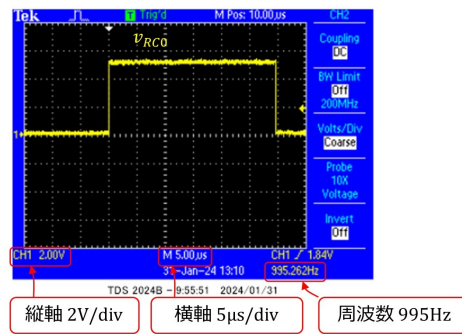 Tek
T Trig'd
M Pos: 10.00µs
CH2
v_RC0
Coupling
DC
BW Limit
Off
200MHz
1
Volts/Div
Coarse
Probe
10X
Voltage
Invert
Off
CH1 2.00V
M 5.00µs
CH1 1.84V
31-Jan-24 13:10
995.262Hz
TDS 2024B - 9:55:51 2024/01/31
縦軸 2V/div
横軸 5μs/div
周波数 995Hz